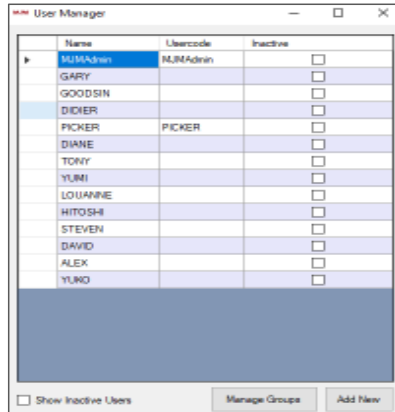 User Manager
Name Usercode Inactive
MJMAdmin MJMAdmin
GARY
GOODSIN
DIDIER
PICKER PICKER
DIANE
TONY
YUMI
LOUANNE
HITOSHI
STEVEN
DAVID
ALEX
YUKO
Show Inactive Users Manage Groups Add New